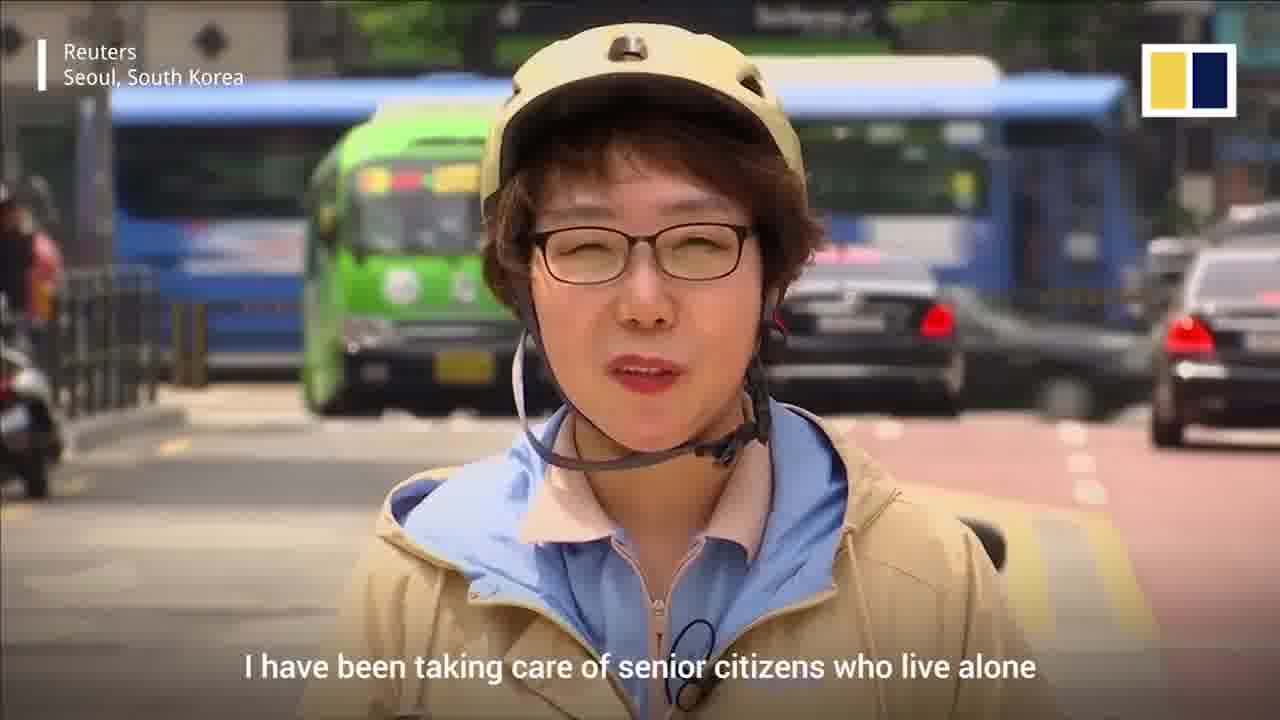 Reuters
Seoul, South Korea
I have been taking care of senior citizens who live alone